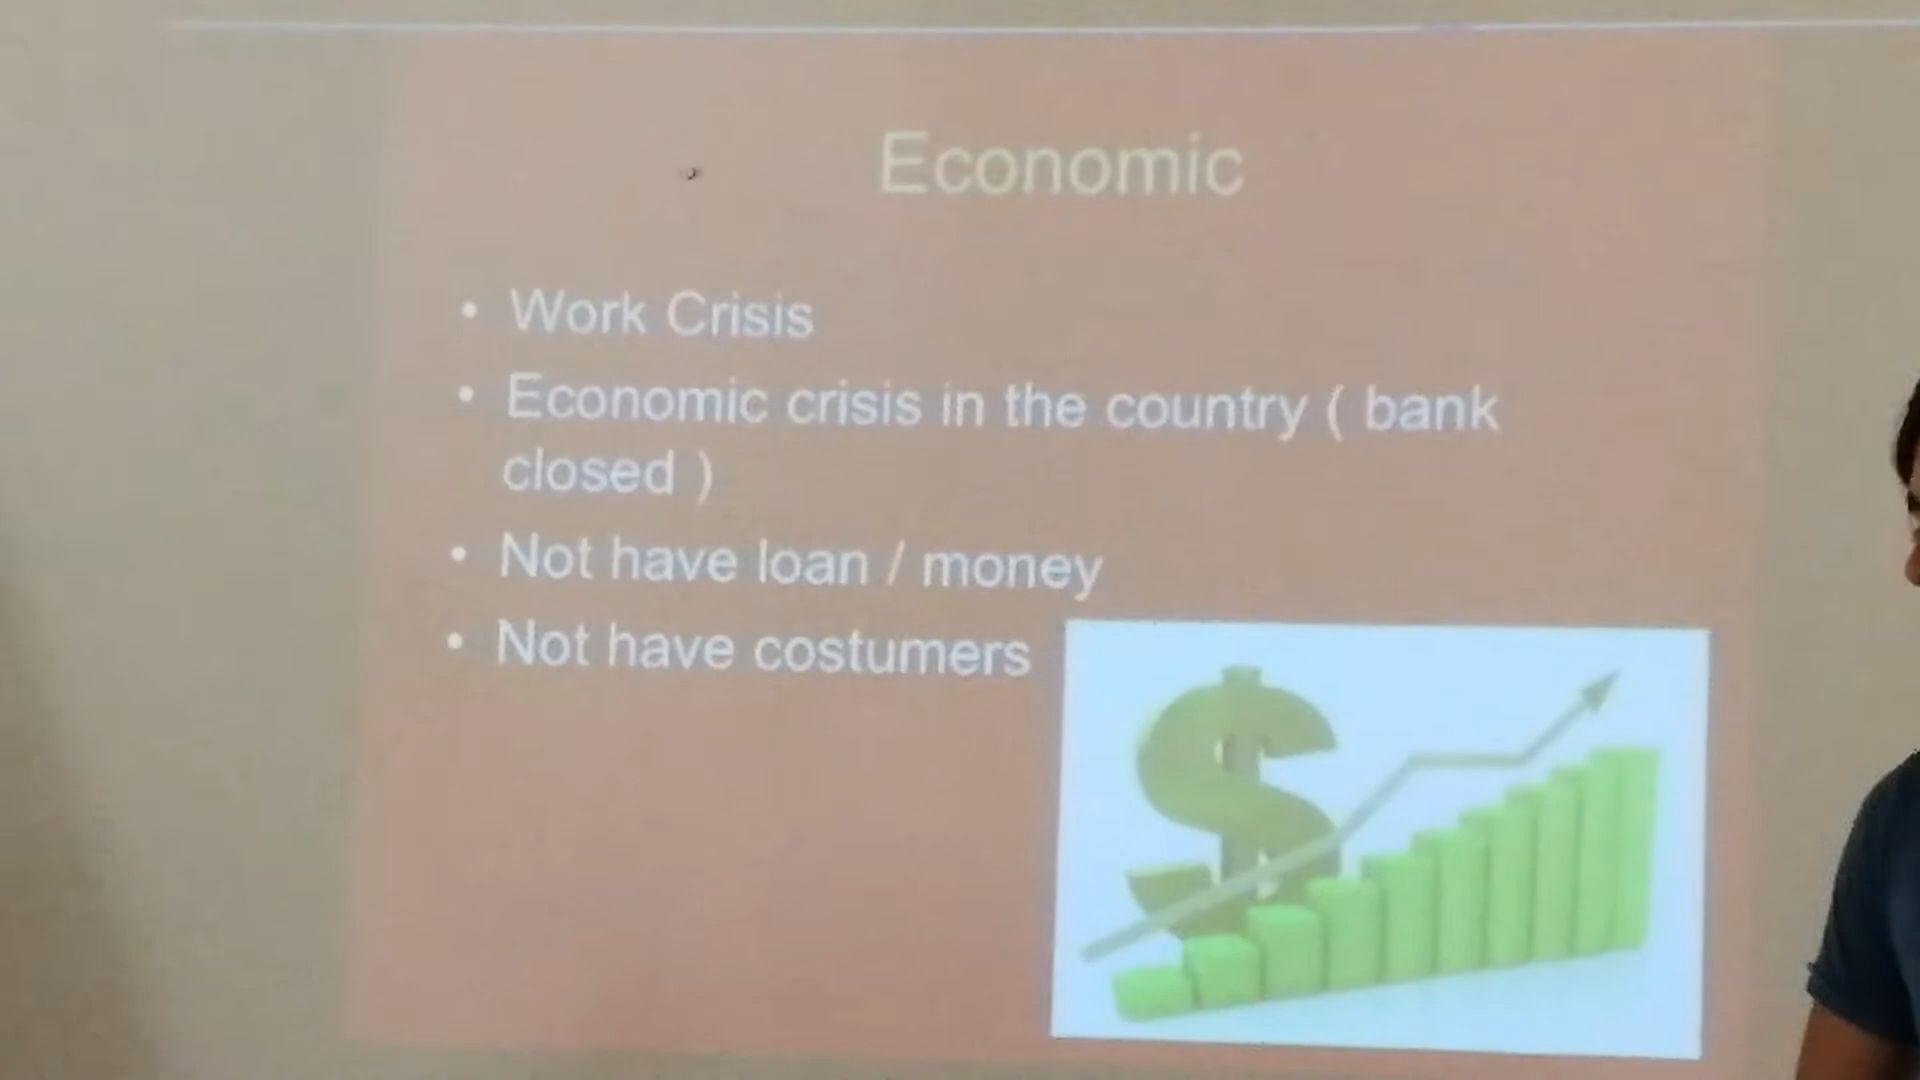 Economic
• Work Crisis
• Economic crisis in the country ( bank
closed )
• Not have loan / money
• Not have costumers